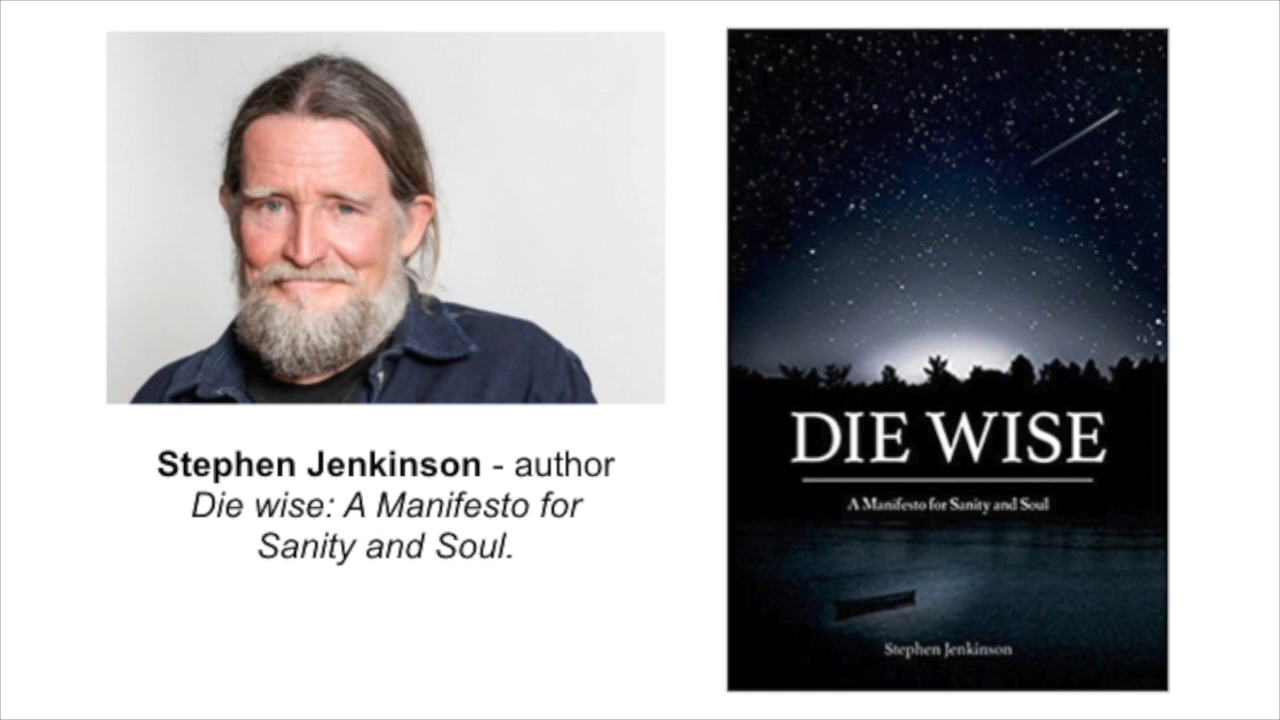 Stephen Jenkinson - author
Die wise: A Manifesto for
Sanity and Soul.
DIE WISE
A Manifesto for Sanity and Soul
Stephen Jenkinson